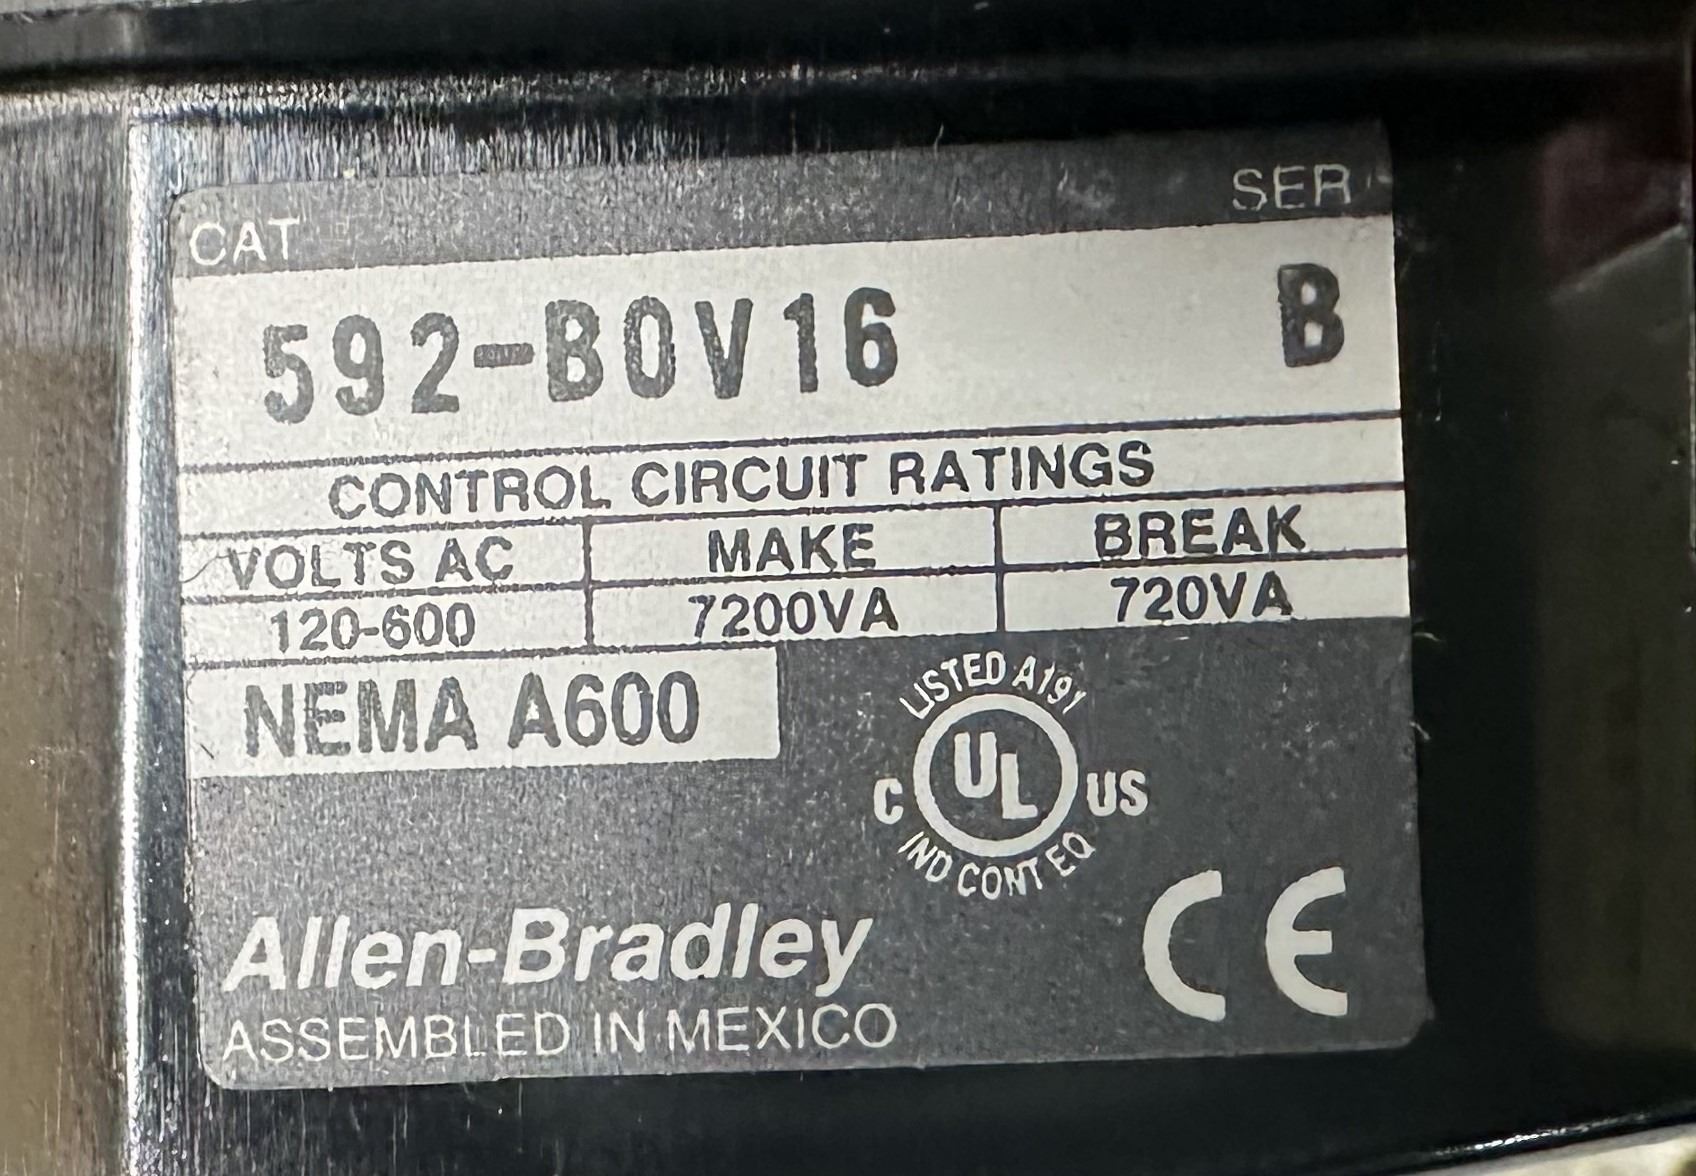 CAT SER
592-BOV16 B
CONTROL CIRCUIT RATINGS
VOLTS AC MAKE BREAK
120-600 7200VA 720VA
NEMA A600
LISTED A191
C UL US
IND CONT EQ
CE
Allen-Bradley
ASSEMBLED IN MEXICO